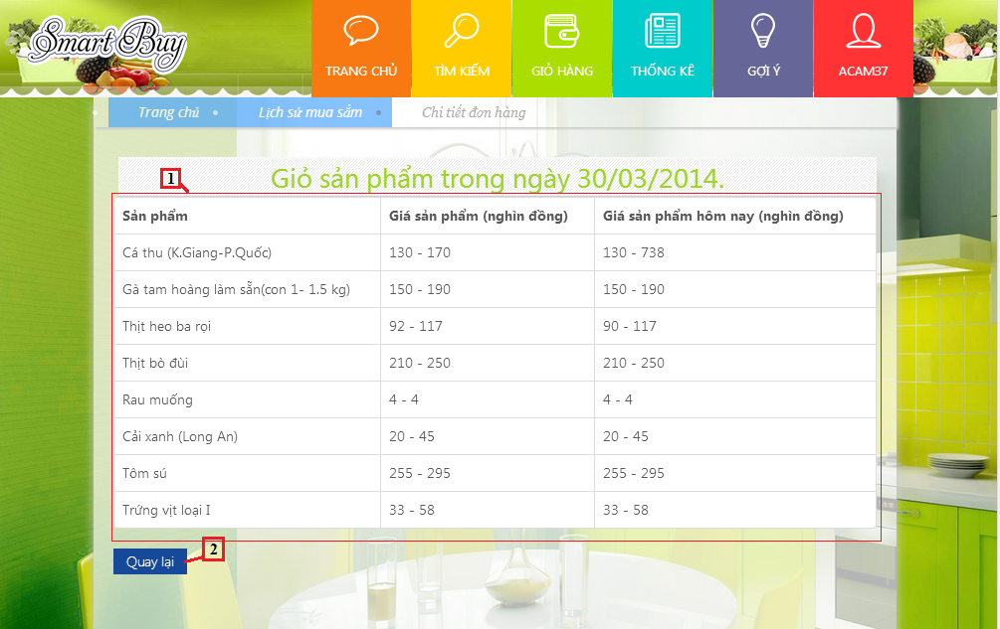 Smart Buy
TRANG CHỦ
TÌM KIẾM
GIỎ HÀNG
THỐNG KÊ
GỢI Ý
ACAM37
Trang chủ
Lịch sử mua sắm
Chi tiết đơn hàng
1
Giỏ sản phẩm trong ngày 30/03/2014.
Sản phẩm Giá sản phẩm (nghìn đồng) Giá sản phẩm hôm nay (nghìn đồng)
Cá thu (K.Giang-P.Quốc) 130 - 170 130 - 738
Gà tam hoàng làm sẵn(con 1- 1.5 kg) 150 - 190 150 - 190
Thịt heo ba rọi 92 - 117 90 - 117
Thịt bò đùi 210 - 250 210 - 250
Rau muống 4 - 4 4 - 4
Cải xanh (Long An) 20 - 45 20 - 45
Tôm sú 255 - 295 255 - 295
Trứng vịt loại I 33 - 58 33 - 58
Quay lại
2